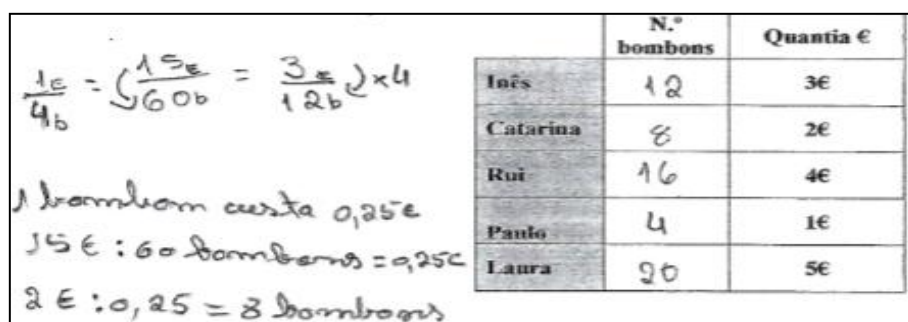 1€/4b = (15€/60b = 3€/12b) ×4
1 bombom custa 0,25€
15 € : 60 bombons = 0,25€
2 € : 0,25 = 8 bombons
N.º bombons Quantia €
Inês 12 3€
Catarina 8 2€
Rui 16 4€
Paulo 4 1€
Laura 20 5€